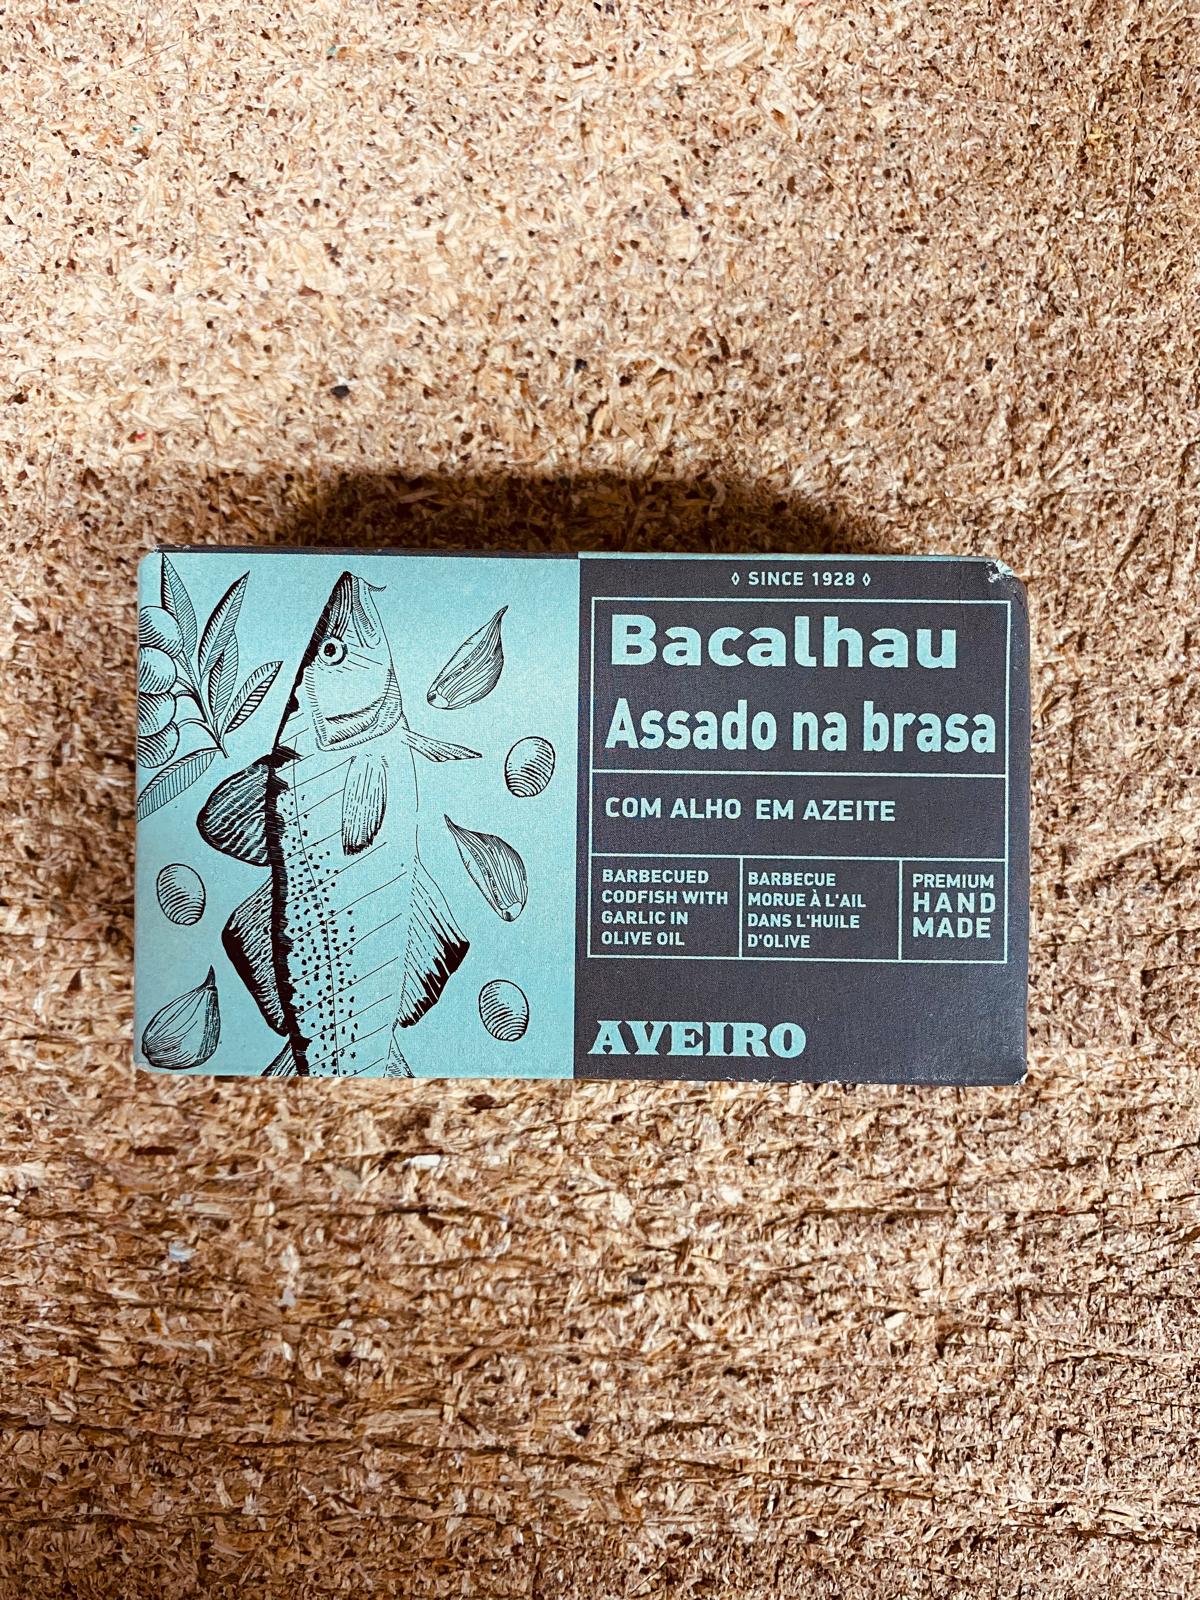 ◊ SINCE 1928 ◊
Bacalhau
Assado na brasa
COM ALHO EM AZEITE
BARBECUED
CODFISH WITH
GARLIC IN
OLIVE OIL
BARBECUE
MORUE À L'AIL
DANS L'HUILE
D'OLIVE
PREMIUM
HAND
MADE
AVEIRO